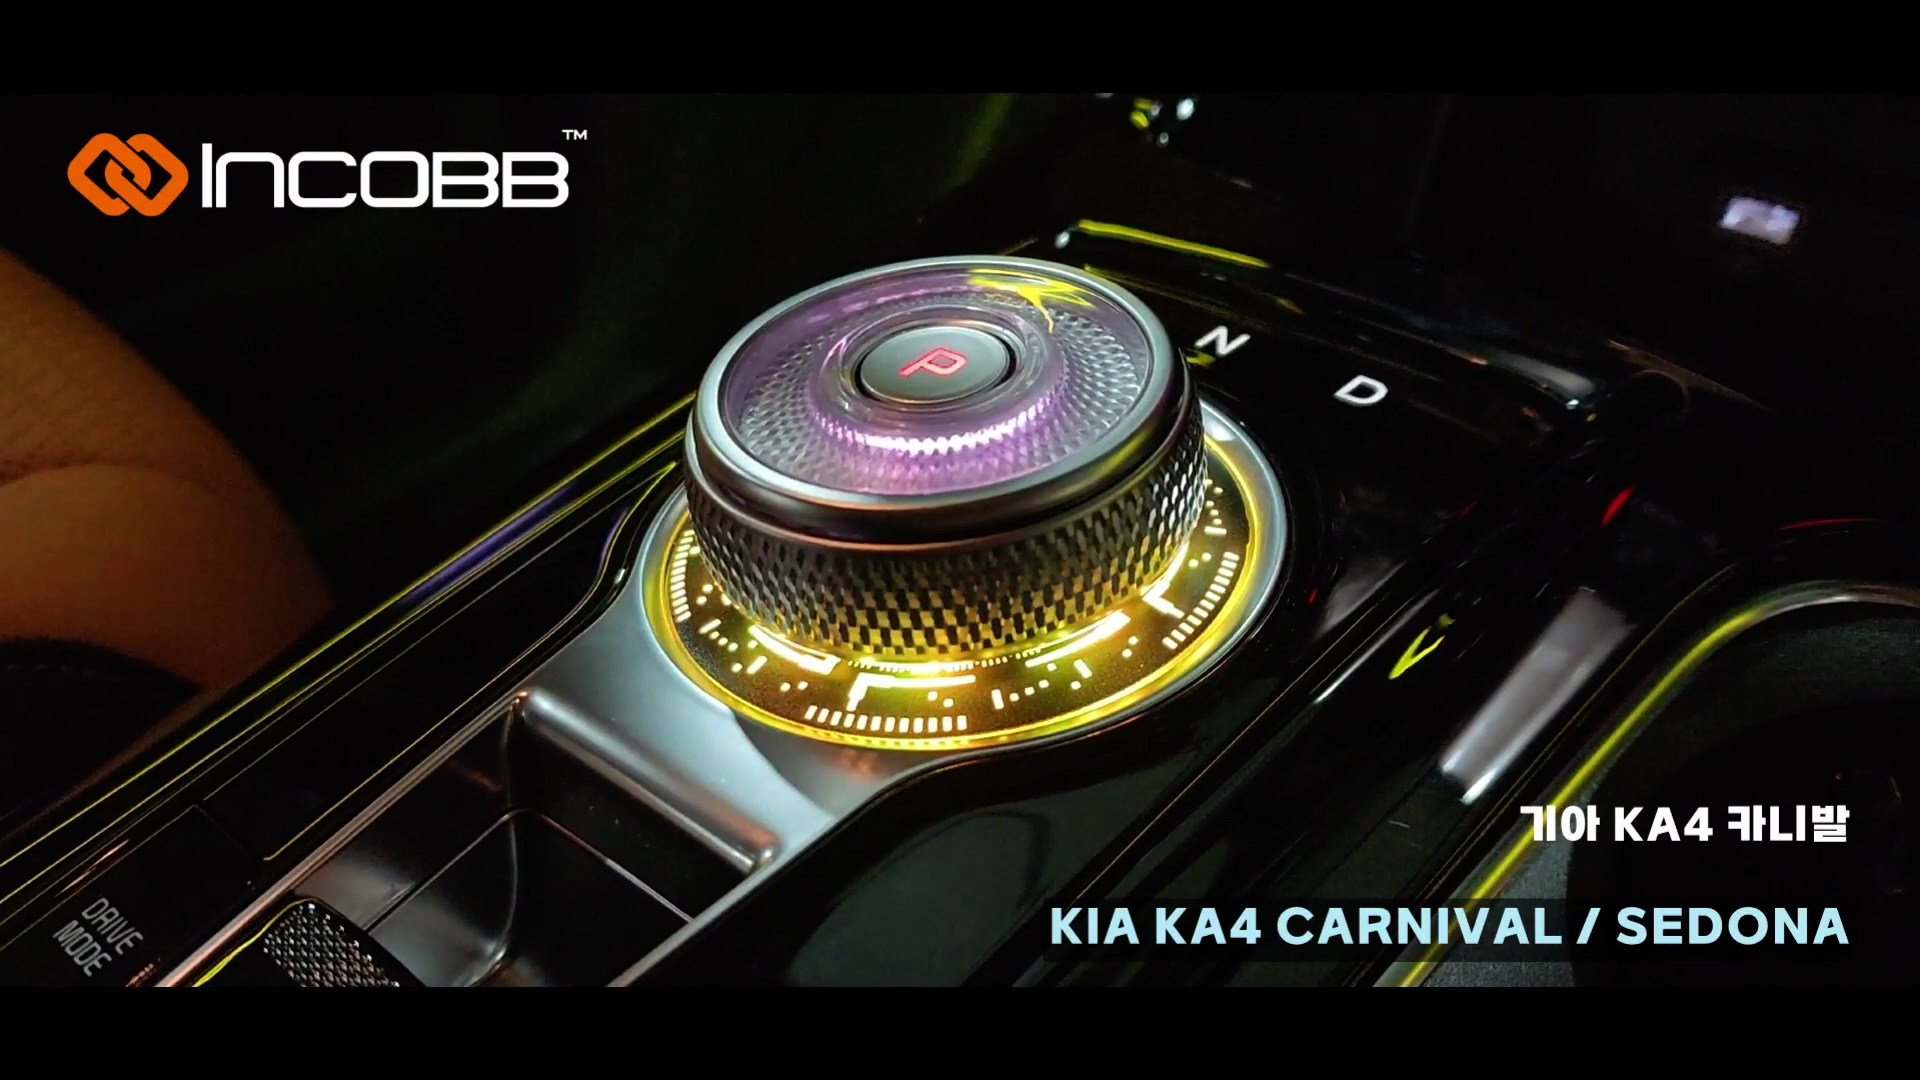 INCOBB™
P
N
D
DRIVE
MODE
기아 KA4 카니발
KIA KA4 CARNIVAL / SEDONA